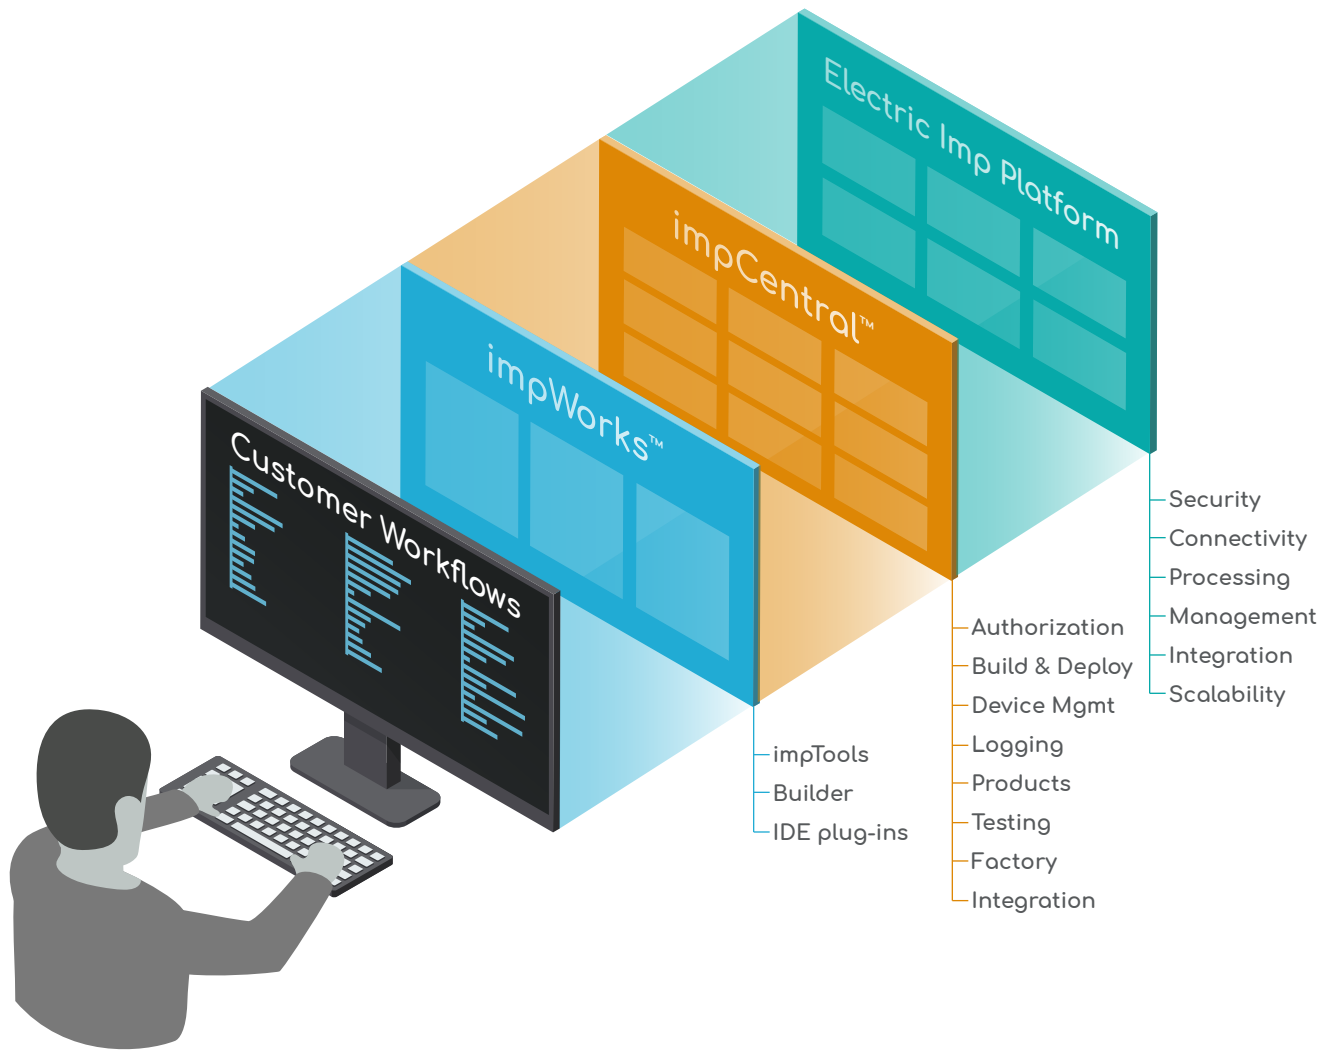 Electric Imp Platform
impCentral™
impWorks™
Customer Workflows
Security
Connectivity
Processing
Management
Integration
Scalability
Authorization
Build & Deploy
Device Mgmt
Logging
Products
Testing
Factory
Integration
impTools
Builder
IDE plug-ins